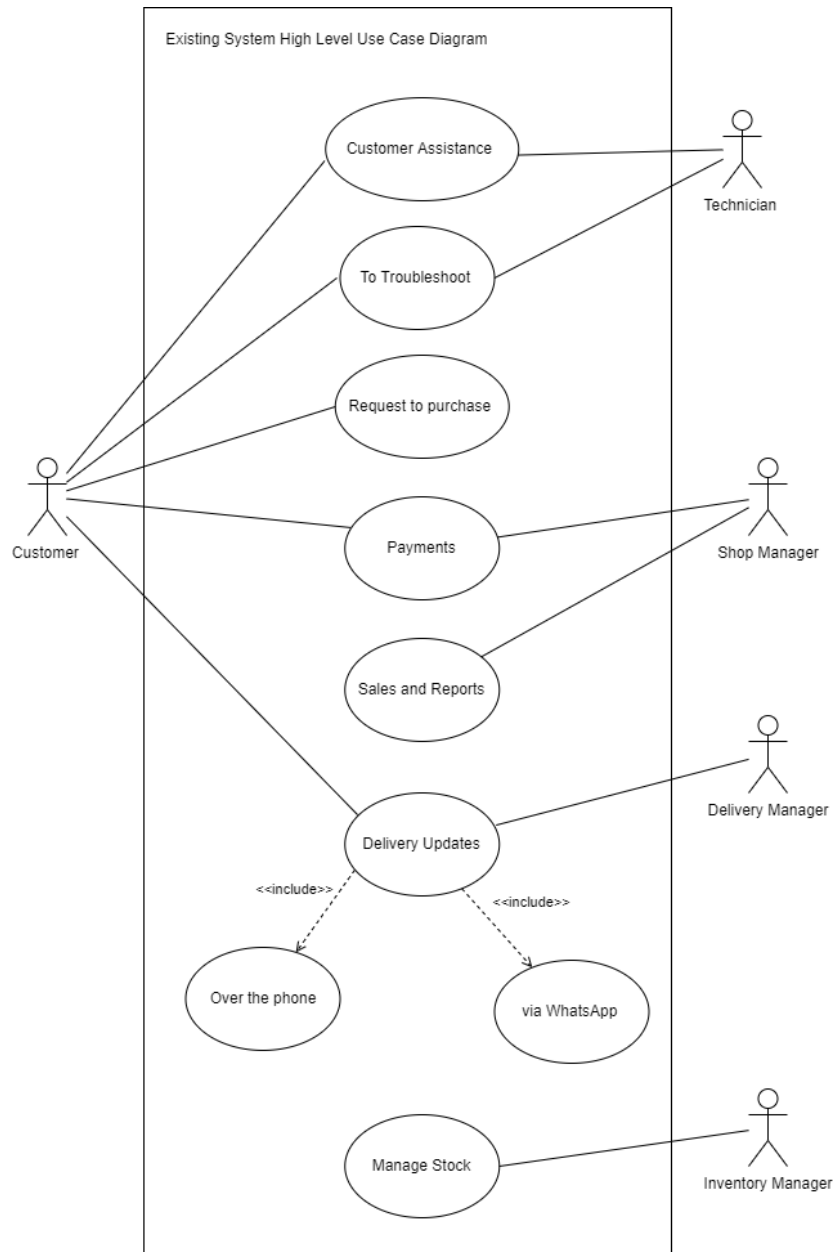 Existing System High Level Use Case Diagram
Customer Assistance
Technician
To Troubleshoot
Request to purchase
Customer
Payments
Shop Manager
Sales and Reports
Delivery Manager
Delivery Updates
<<include>>
<<include>>
Over the phone
via WhatsApp
Manage Stock
Inventory Manager